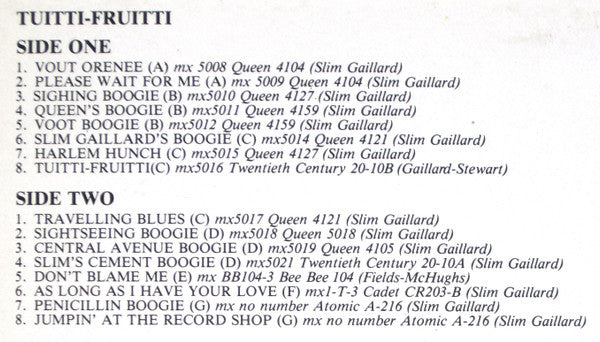 TUITTI-FRUITTI
SIDE ONE
1. VOUT ORENEE (A) mx 5008 Queen 4104 (Slim Gaillard)
2. PLEASE WAIT FOR ME (A) mx 5009 Queen 4104 (Slim Gaillard)
3. SIGHING BOOGIE (B) mx5010 Queen 4127 (Slim Gaillard)
4. QUEEN'S BOOGIE (B) mx5011 Queen 4159 (Slim Gaillard)
5. VOOT BOOGIE (B) mx5012 Queen 4159 (Slim Gaillard)
6. SLIM GAILLARD'S BOOGIE (C) mx5014 Queen 4121 (Slim Gaillard)
7. HARLEM HUNCH (C) mx5015 Queen 4127 (Slim Gaillard)
8. TUITTI-FRUITTI(C) mx5016 Twentieth Century 20-10B (Gaillard-Stewart)
SIDE TWO
1. TRAVELLING BLUES (C) mx5017 Queen 4121 (Slim Gaillard)
2. SIGHTSEEING BOOGIE (D) mx5018 Queen 5018 (Slim Gaillard)
3. CENTRAL AVENUE BOOGIE (D) mx5019 Queen 4105 (Slim Gaillard)
4. SLIM'S CEMENT BOOGIE (D) mx5021 Twentieth Century 20-10A (Slim Gaillard)
5. DON'T BLAME ME (E) mx BB104-3 Bee Bee 104 (Fields-McHughs)
6. AS LONG AS I HAVE YOUR LOVE (F) mx1-T-3 Cadet CR203-B (Slim Gaillard)
7. PENICILLIN BOOGIE (G) mx no number Atomic A-216 (Slim Gaillard)
8. JUMPIN' AT THE RECORD SHOP (G) mx no number Atomic A-216 (Slim Gaillard)